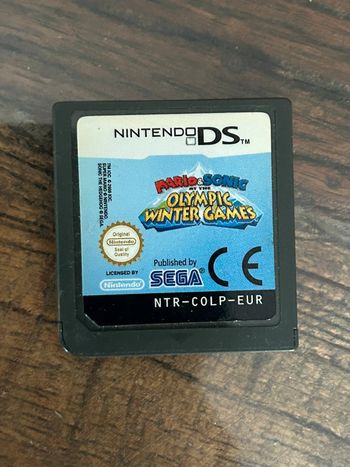 NINTENDO DS TM
MARIO & SONIC
AT THE
OLYMPIC
WINTER GAMES
Original
Nintendo
Seal of
Quality
Published by
SEGA
CE
LICENSED BY
Nintendo
NTR-COLP-EUR